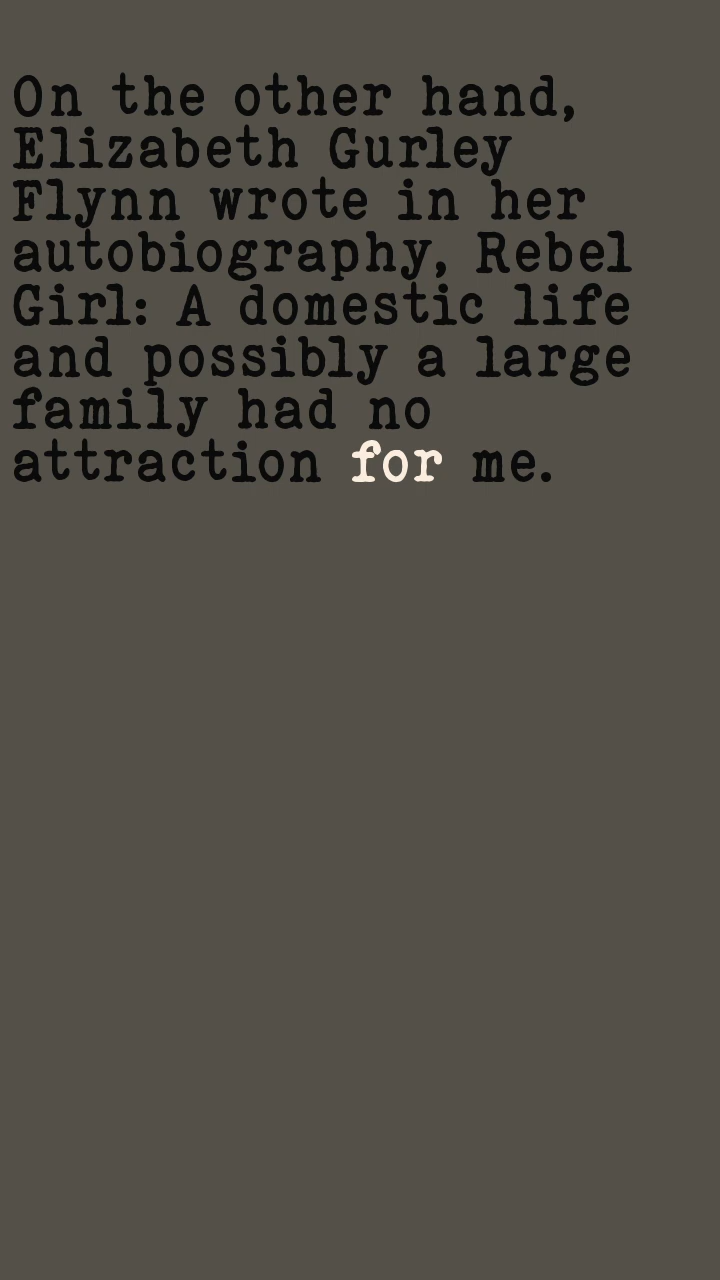 On the other hand,
Elizabeth Gurley
Flynn wrote in her
autobiography, Rebel
Girl: A domestic life
and possibly a large
family had no
attraction for me.